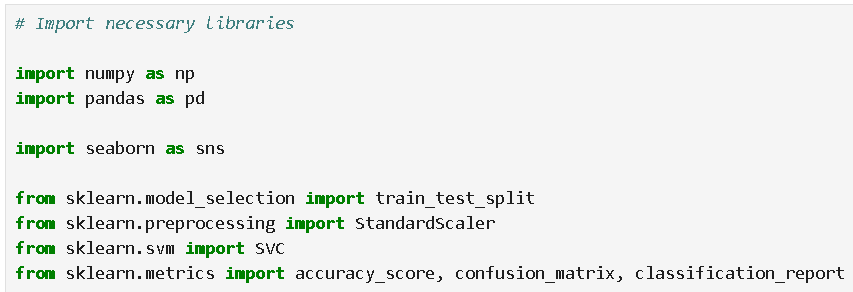 # Import necessary libraries
import numpy as np
import pandas as pd
import seaborn as sns
from sklearn.model_selection import train_test_split
from sklearn.preprocessing import StandardScaler
from sklearn.svm import SVC
from sklearn.metrics import accuracy_score, confusion_matrix, classification_report